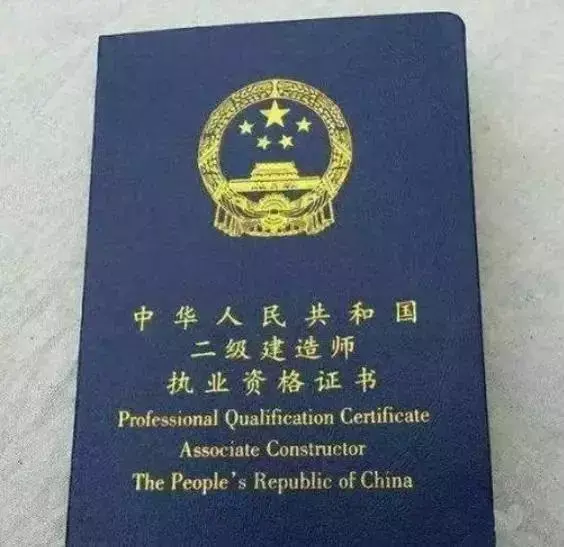 中华人民共和国
二级建造师
执业资格证书
Professional Qualification Certificate
Associate Constructor
The People's Republic of China